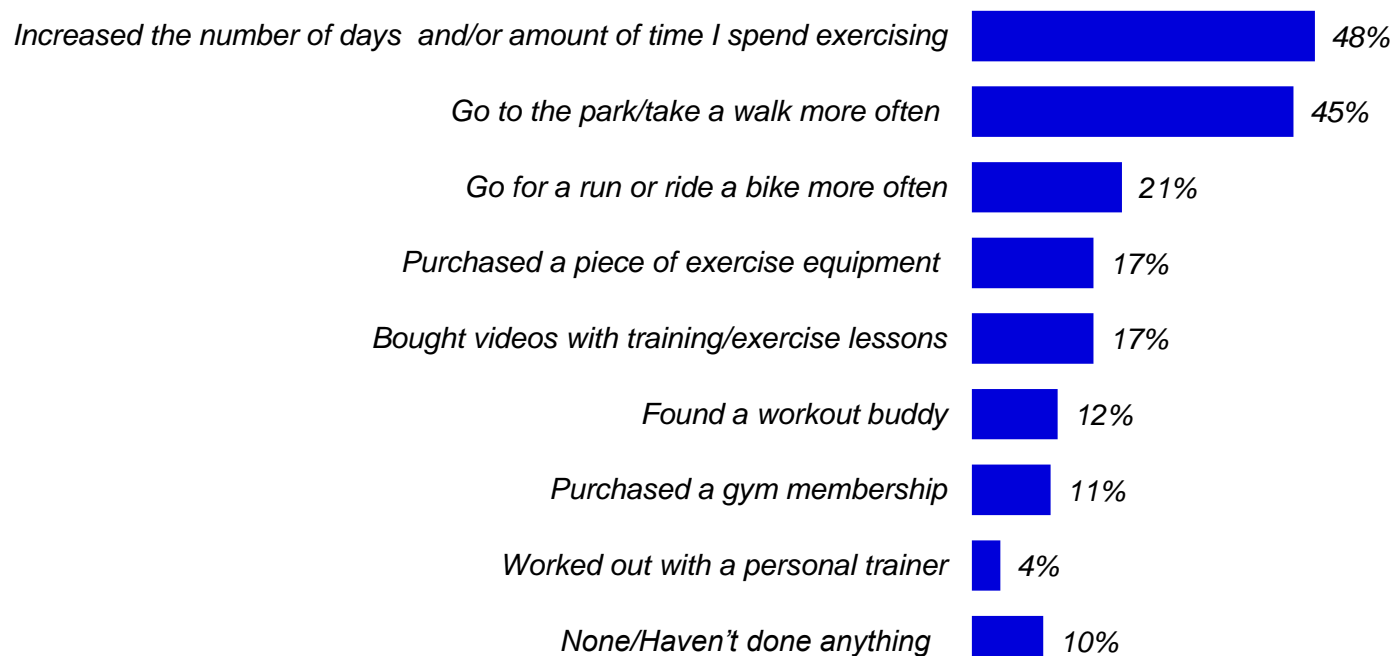 Increased the number of days and/or amount of time I spend exercising 48%
Go to the park/take a walk more often 45%
Go for a run or ride a bike more often 21%
Purchased a piece of exercise equipment 17%
Bought videos with training/exercise lessons 17%
Found a workout buddy 12%
Purchased a gym membership 11%
Worked out with a personal trainer 4%
None/Haven’t done anything 10%